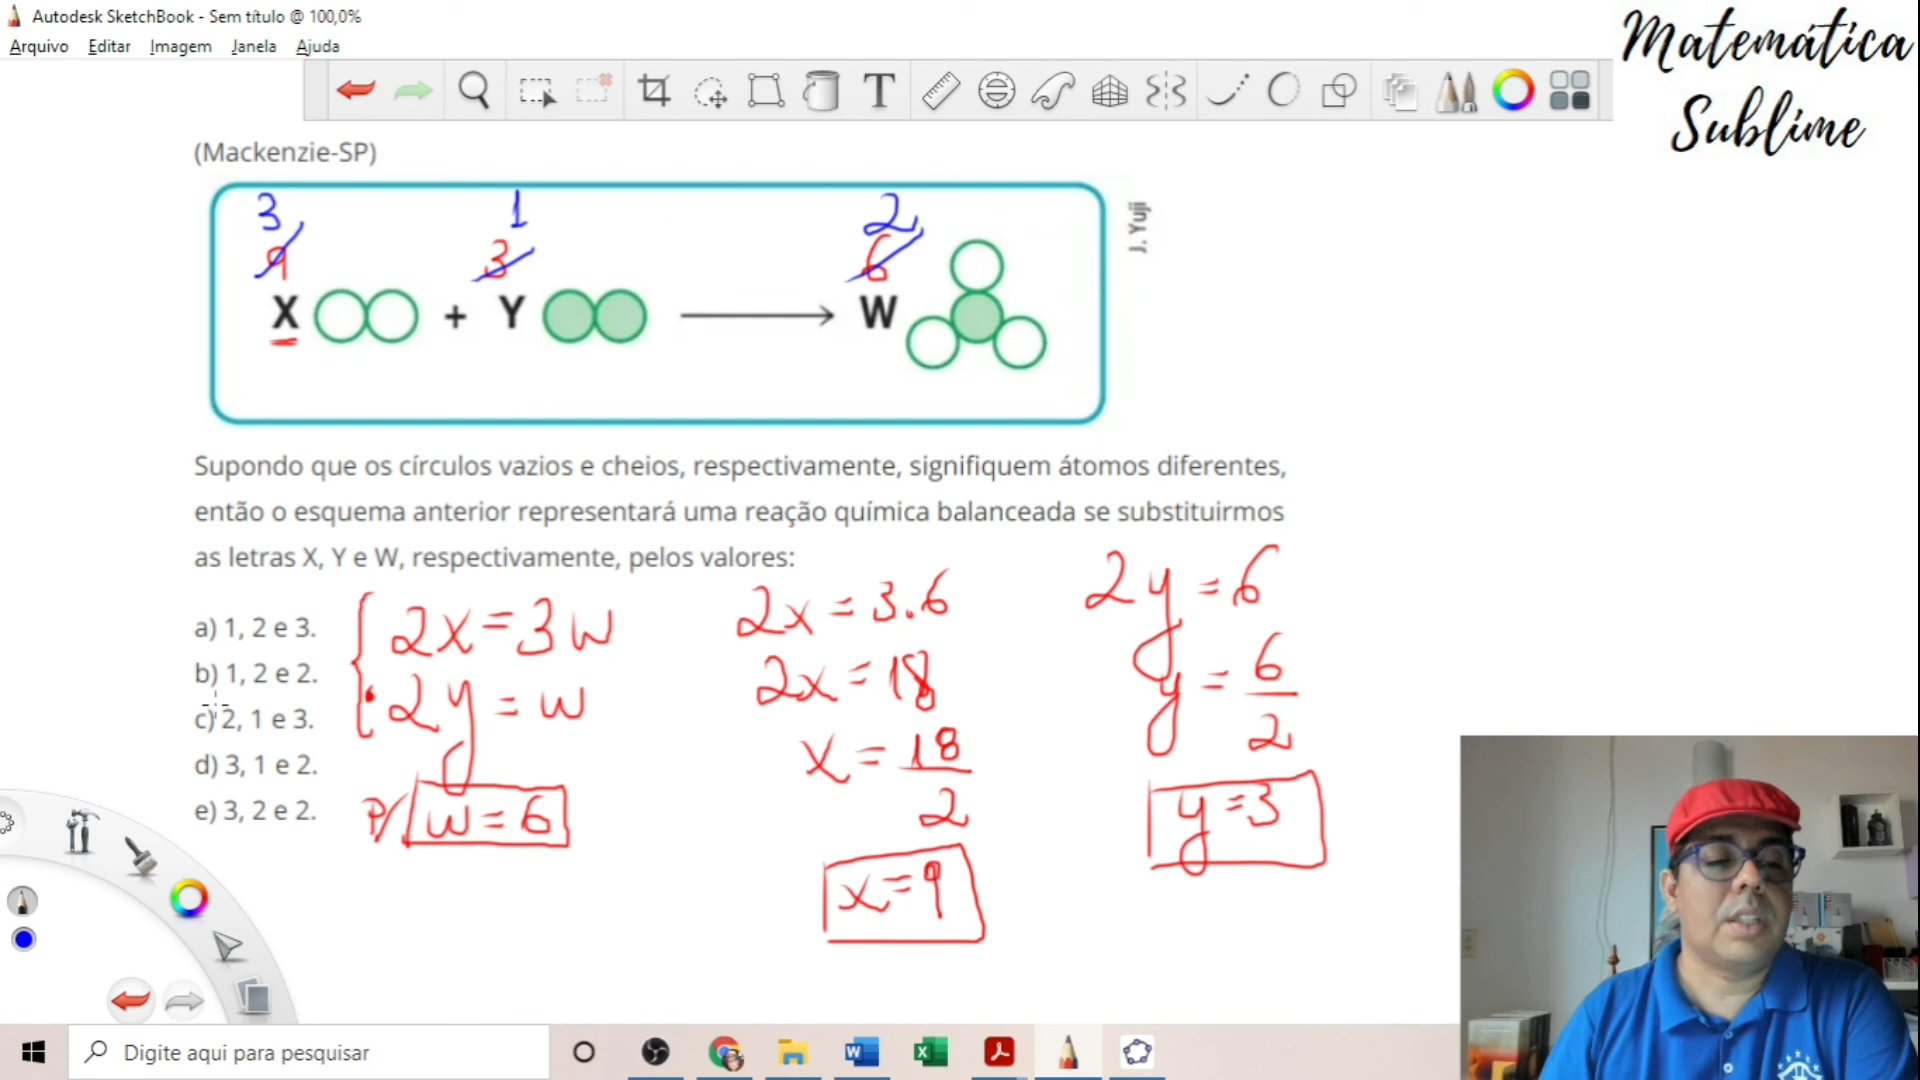 Autodesk SketchBook - Sem título @ 100,0%
Arquivo Editar Imagem Janela Ajuda
Matemática
Sublime
T
(Mackenzie-SP)
3 1 2
9 3 6
X + Y W
J. Yuji
Supondo que os círculos vazios e cheios, respectivamente, signifiquem átomos diferentes,
então o esquema anterior representará uma reação química balanceada se substituirmos
as letras X, Y e W, respectivamente, pelos valores:
a) 1, 2 e 3.
b) 1, 2 e 2.
c) 2, 1 e 3.
d) 3, 1 e 2.
e) 3, 2 e 2.
2x = 3w
2y = w
P/ w = 6
2x = 3.6
2x = 18
x = 18
2
x = 9
2y = 6
y = 6
2
y = 3
Digite aqui para pesquisar